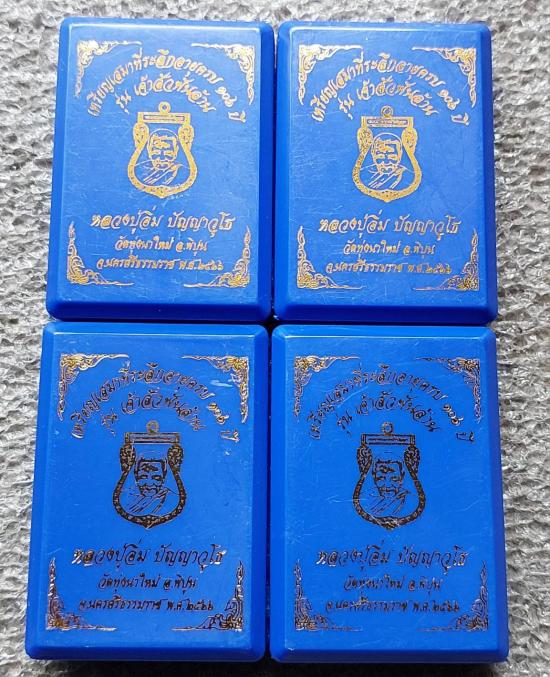 เหรียญเสมาที่ระลึกอายุครบ ปี
รุ่น เจ้าสัวพันล้าน
หลวงปู่อิ่ม ปัญญาวุโธ
วัดทุ่งนาใหม่ อ.พิปูน
จ.นครศรีธรรมราช พ.ศ.๒๕๖๖
เหรียญเสมาที่ระลึกอายุครบ ปี
รุ่น เจ้าสัวพันล้าน
หลวงปู่อิ่ม ปัญญาวุโธ
วัดทุ่งนาใหม่ อ.พิปูน
จ.นครศรีธรรมราช พ.ศ.๒๕๖๖
เหรียญเสมาที่ระลึกอายุครบ ปี
รุ่น เจ้าสัวพันล้าน
หลวงปู่อิ่ม ปัญญาวุโธ
วัดทุ่งนาใหม่ อ.พิปูน
จ.นครศรีธรรมราช พ.ศ.๒๕๖๖
เหรียญเสมาที่ระลึกอายุครบ ปี
รุ่น เจ้าสัวพันล้าน
หลวงปู่อิ่ม ปัญญาวุโธ
วัดทุ่งนาใหม่ อ.พิปูน
จ.นครศรีธรรมราช พ.ศ.๒๕๖๖